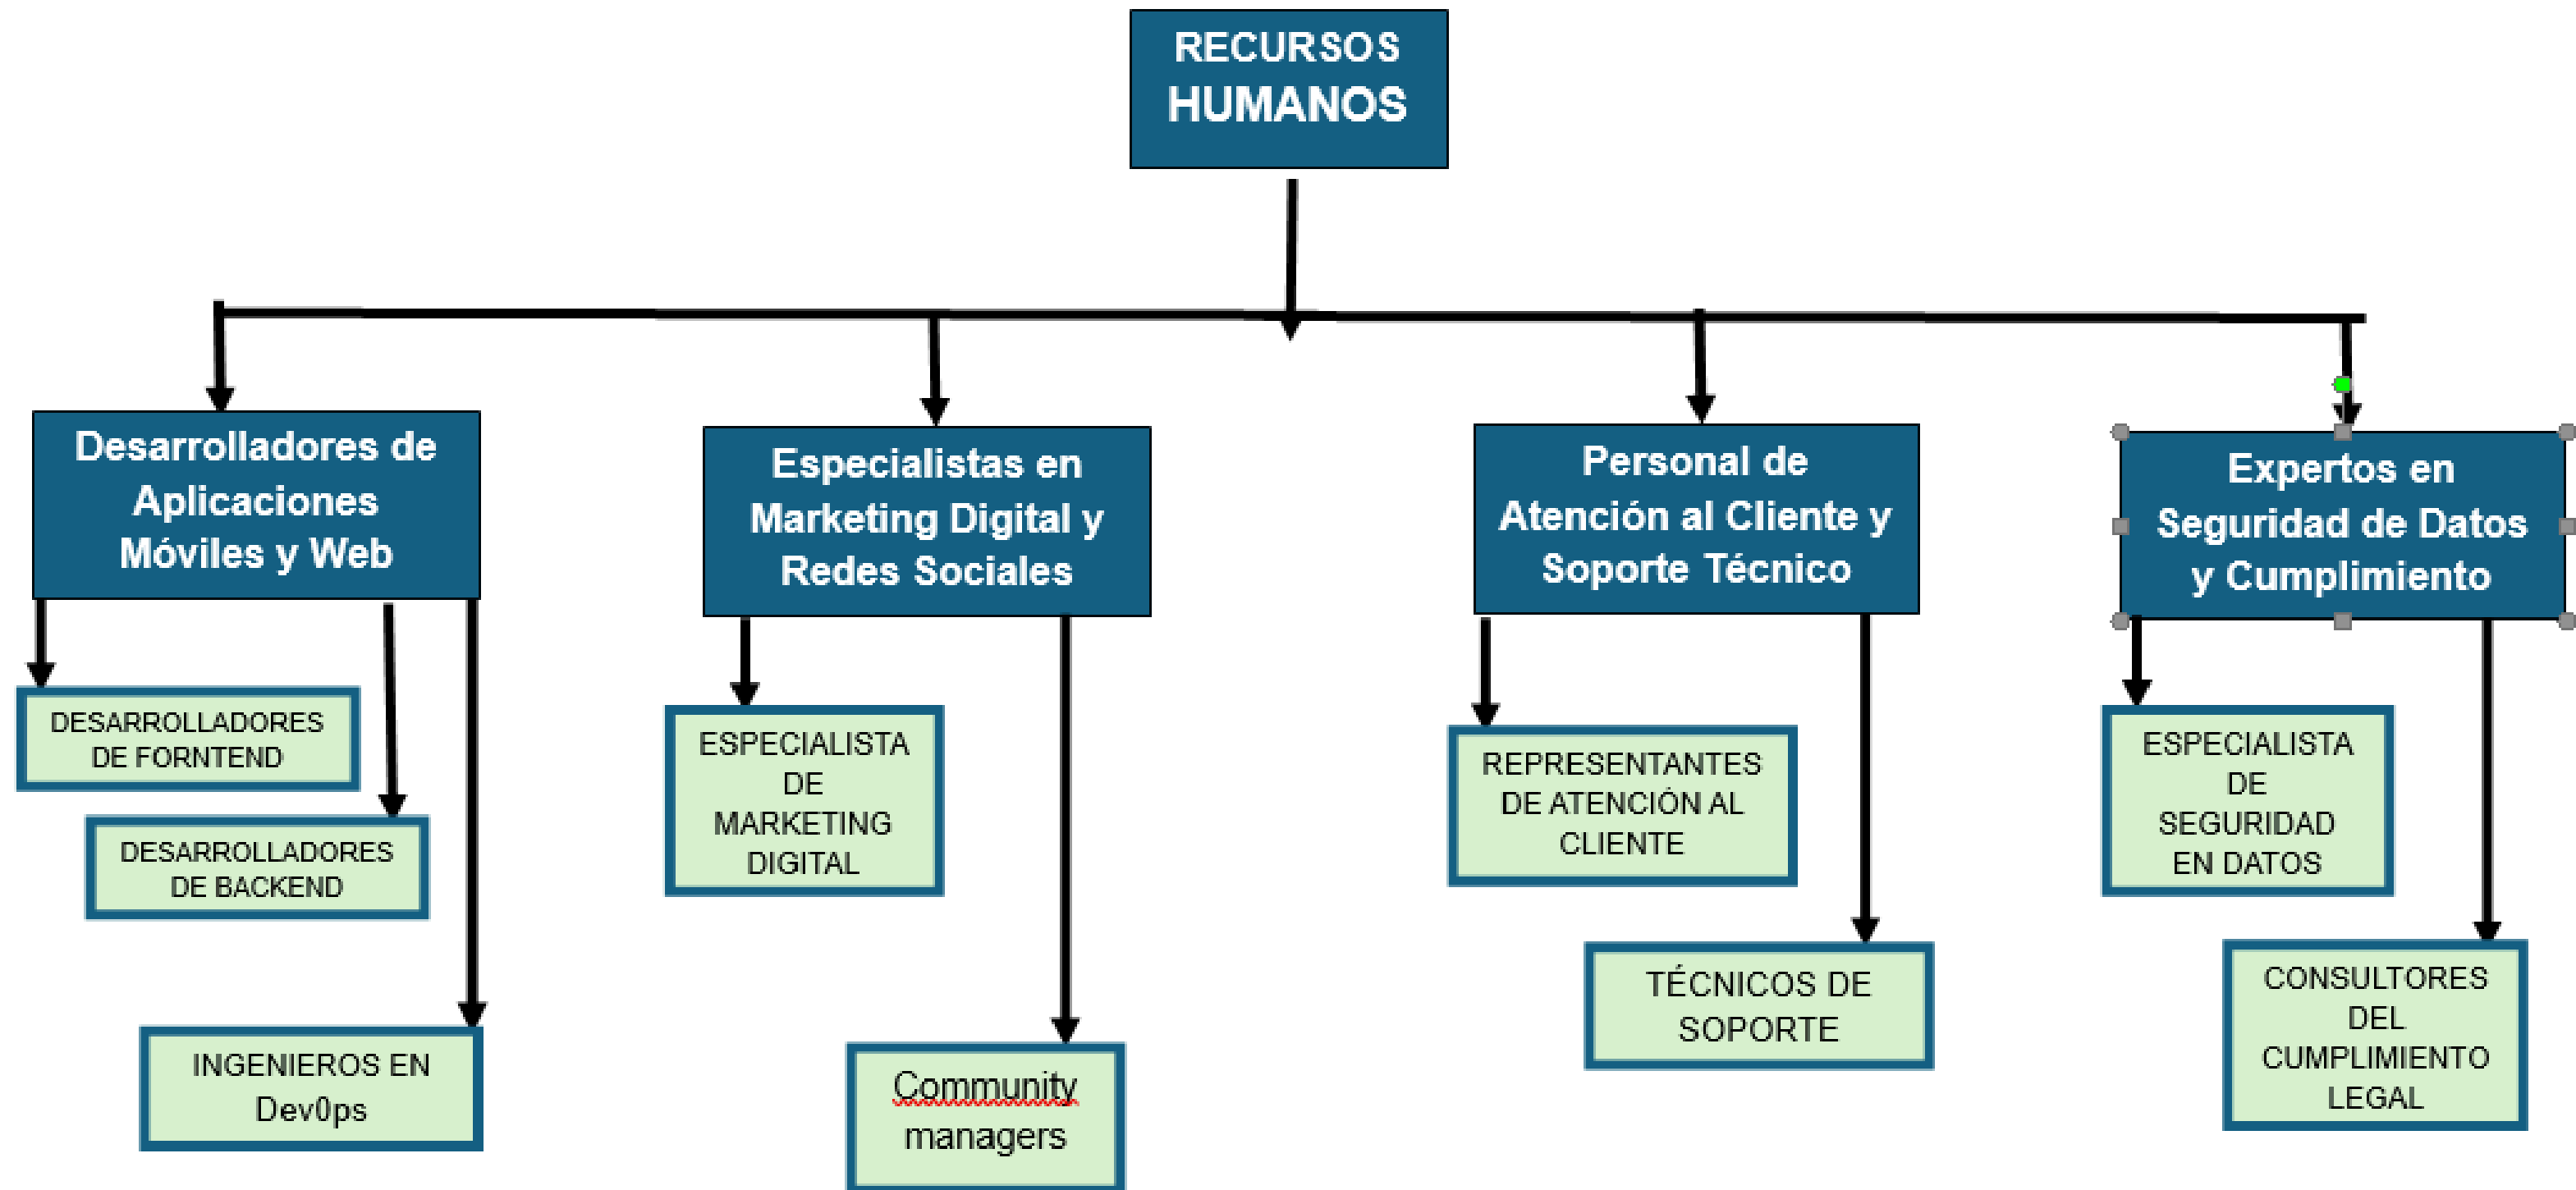 RECURSOS
HUMANOS
Desarrolladores de
Aplicaciones
Móviles y Web
Especialistas en
Marketing Digital y
Redes Sociales
Personal de
Atención al Cliente y
Soporte Técnico
Expertos en
Seguridad de Datos
y Cumplimiento
DESARROLLADORES
DE FORNTEND
DESARROLLADORES
DE BACKEND
INGENIEROS EN
Dev0ps
ESPECIALISTA
DE
MARKETING
DIGITAL
Community
managers
REPRESENTANTES
DE ATENCIÓN AL
CLIENTE
TÉCNICOS DE
SOPORTE
ESPECIALISTA
DE
SEGURIDAD
EN DATOS
CONSULTORES
DEL
CUMPLIMIENTO
LEGAL